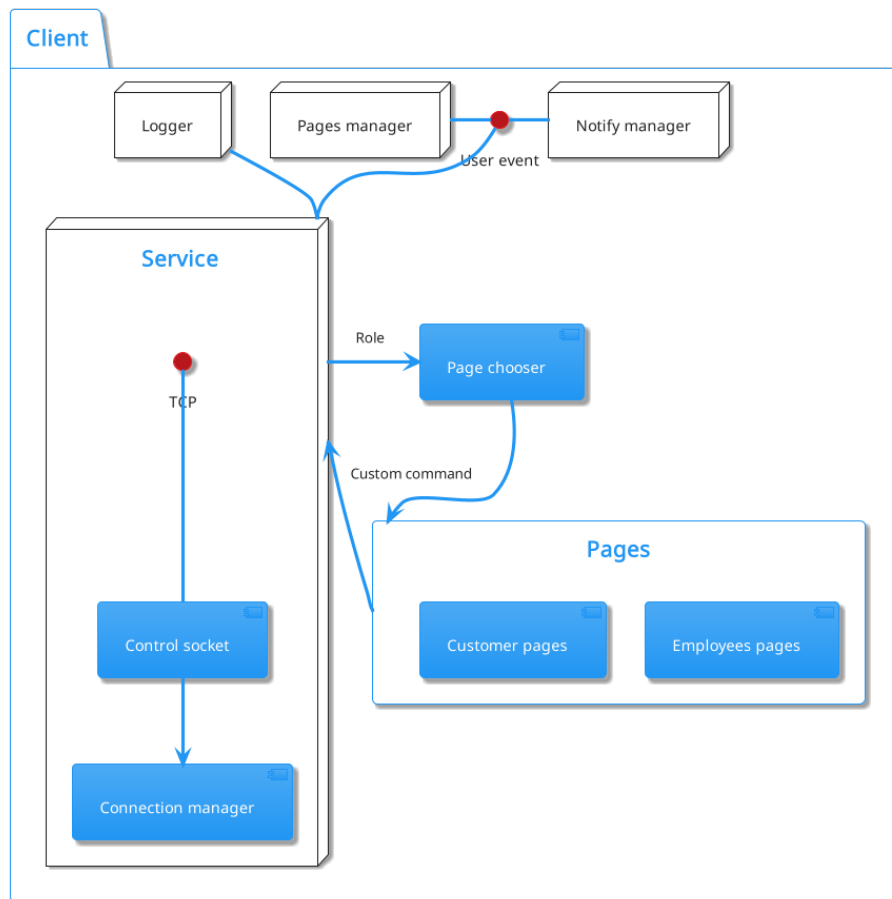 Client
Logger
Pages manager
Notify manager
User event
Service
Role
Page chooser
TCP
Custom command
Pages
Control socket
Customer pages
Employees pages
Connection manager